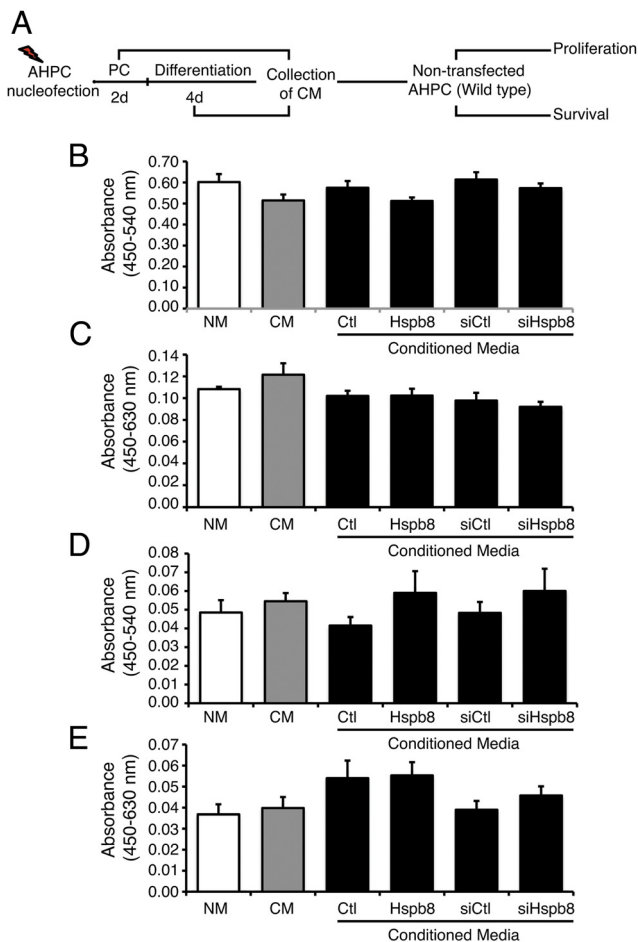 A
AHPC
nucleofection
PC
2d
Differentiation
4d
Collection
of CM
Non-transfected
AHPC (Wild type)
Proliferation
Survival
B
Absorbance
(450-540 nm)
0.70
0.60
0.50
0.40
0.30
0.20
0.10
0.00
NM CM Ctl Hspb8 siCtl siHspb8
Conditioned Media
C
Absorbance
(450-630 nm)
0.14
0.12
0.10
0.08
0.06
0.04
0.02
0.00
NM CM Ctl Hspb8 siCtl siHspb8
Conditioned Media
D
Absorbance
(450-540 nm)
0.08
0.07
0.06
0.05
0.04
0.03
0.02
0.01
0.00
NM CM Ctl Hspb8 siCtl siHspb8
Conditioned Media
E
Absorbance
(450-630 nm)
0.07
0.06
0.05
0.04
0.03
0.02
0.01
0.00
NM CM Ctl Hspb8 siCtl siHspb8
Conditioned Media